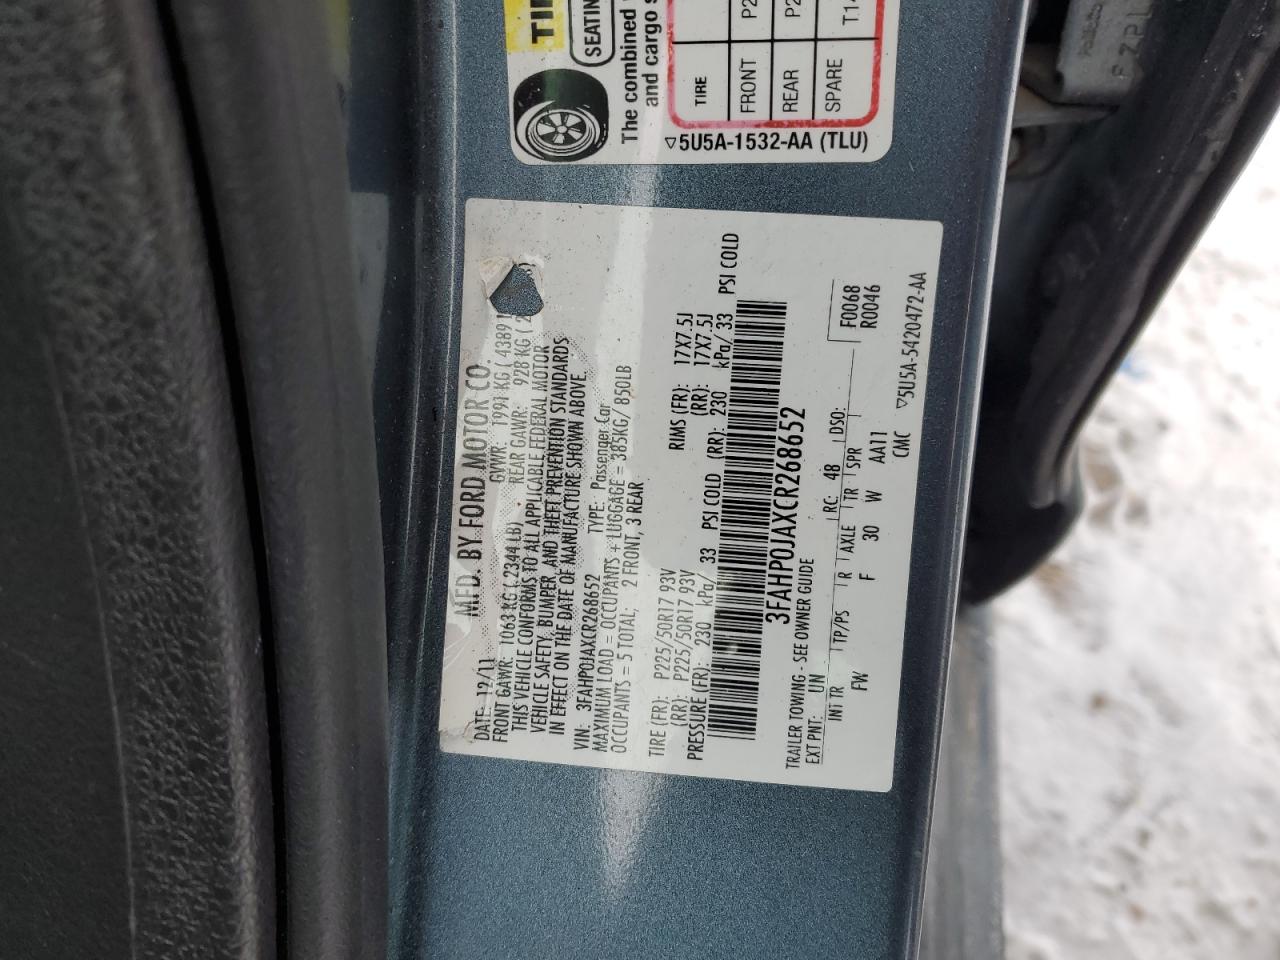 SEATIN
The combined
and cargo s
TIRE
FRONT P2
REAR P2
SPARE T1
5U5A-1532-AA (TLU)
MFD. BY FORD MOTOR CO.
DATE: 12/11 GVWR: 1991 KG ( 4389
FRONT GAWR: 1063 KG ( 2344 LB) REAR GAWR: 928 KG ( 2
THIS VEHICLE CONFORMS TO ALL APPLICABLE FEDERAL MOTOR
VEHICLE SAFETY, BUMPER, AND THEFT PREVENTION STANDARDS
IN EFFECT ON THE DATE OF MANUFACTURE SHOWN ABOVE.
VIN: 3FAHP0JAXCR268652 TYPE: Passenger Car
MAXIMUM LOAD = OCCUPANTS + LUGGAGE = 385KG/ 850LB
OCCUPANTS = 5 TOTAL; 2 FRONT, 3 REAR
TIRE (FR): P225/50R17 93V RIMS (FR): 17X7.5J
(RR): P225/50R17 93V (RR): 17X7.5J
PRESSURE (FR): 230 kPa/ 33 PSI COLD (RR): 230 kPa/ 33 PSI COLD
3FAHP0JAXCR268652
TRAILER TOWING - SEE OWNER GUIDE
EXT PNT: UN RC: 48 DSO: F0068
R0046
INT TR TP/PS R AXLE TR SPR
FW F 30 W AA11
CMC
5U5A-5420472-AA